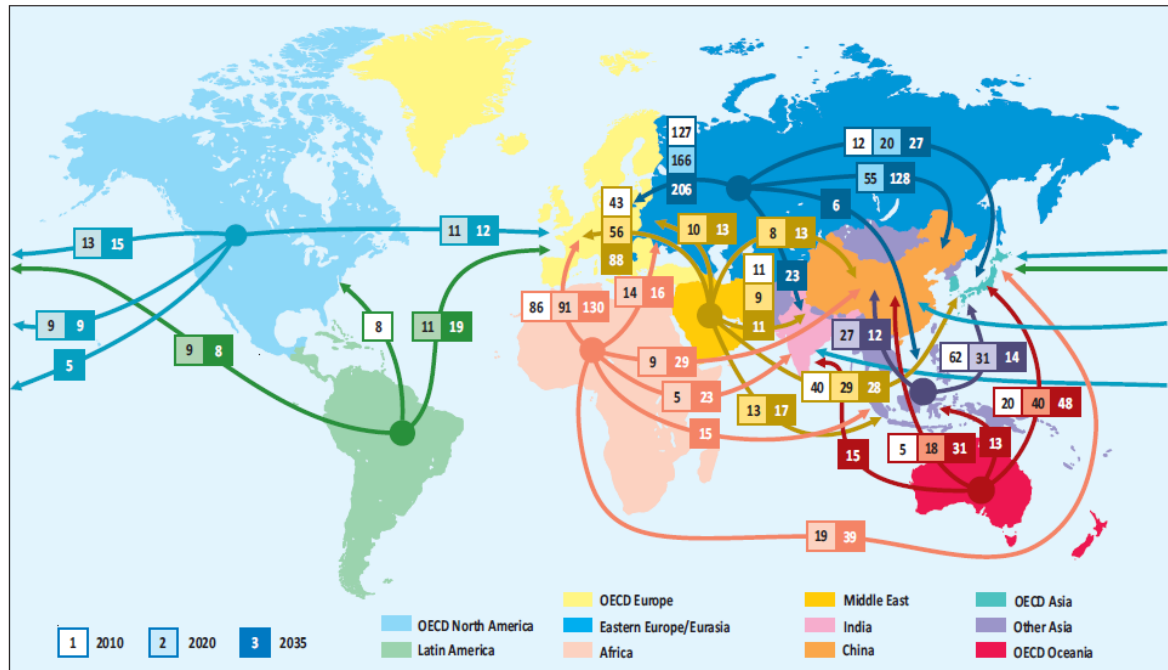 127
166
206
12 20 27
55 128
6
43
56
88
10 13
8 13
13 15
11 12
11
9
11
23
86 91 130
14 16
9 9
8
11 19
27 12
62 31 14
9 8
5
9 29
40 29 28
5 23
20 40 48
13 17
15
5 18 31
13
15
19 39
1 2010
2 2020
3 2035
OECD North America
Latin America
OECD Europe
Eastern Europe/Eurasia
Africa
Middle East
India
China
OECD Asia
Other Asia
OECD Oceania